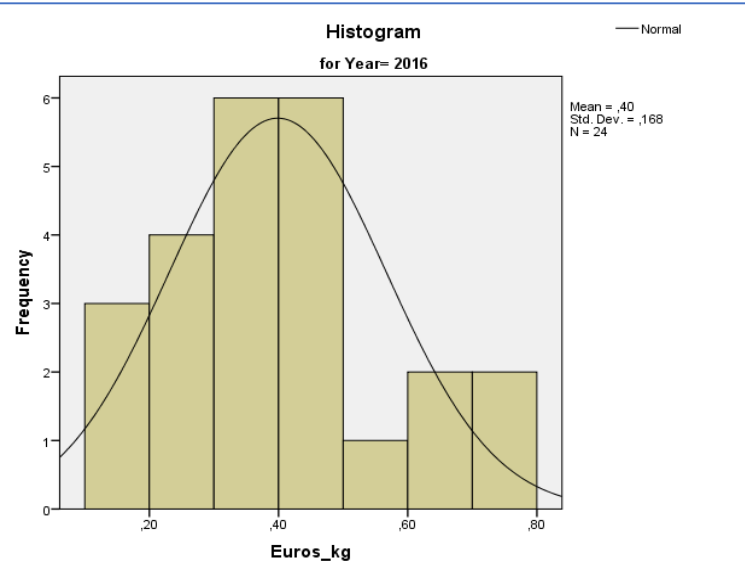 Histogram
Normal
for Year= 2016
Mean = ,40
Std. Dev. = ,168
N = 24
6
5
4
3
2
1
0
Frequency
,20
,40
,60
,80
Euros_kg